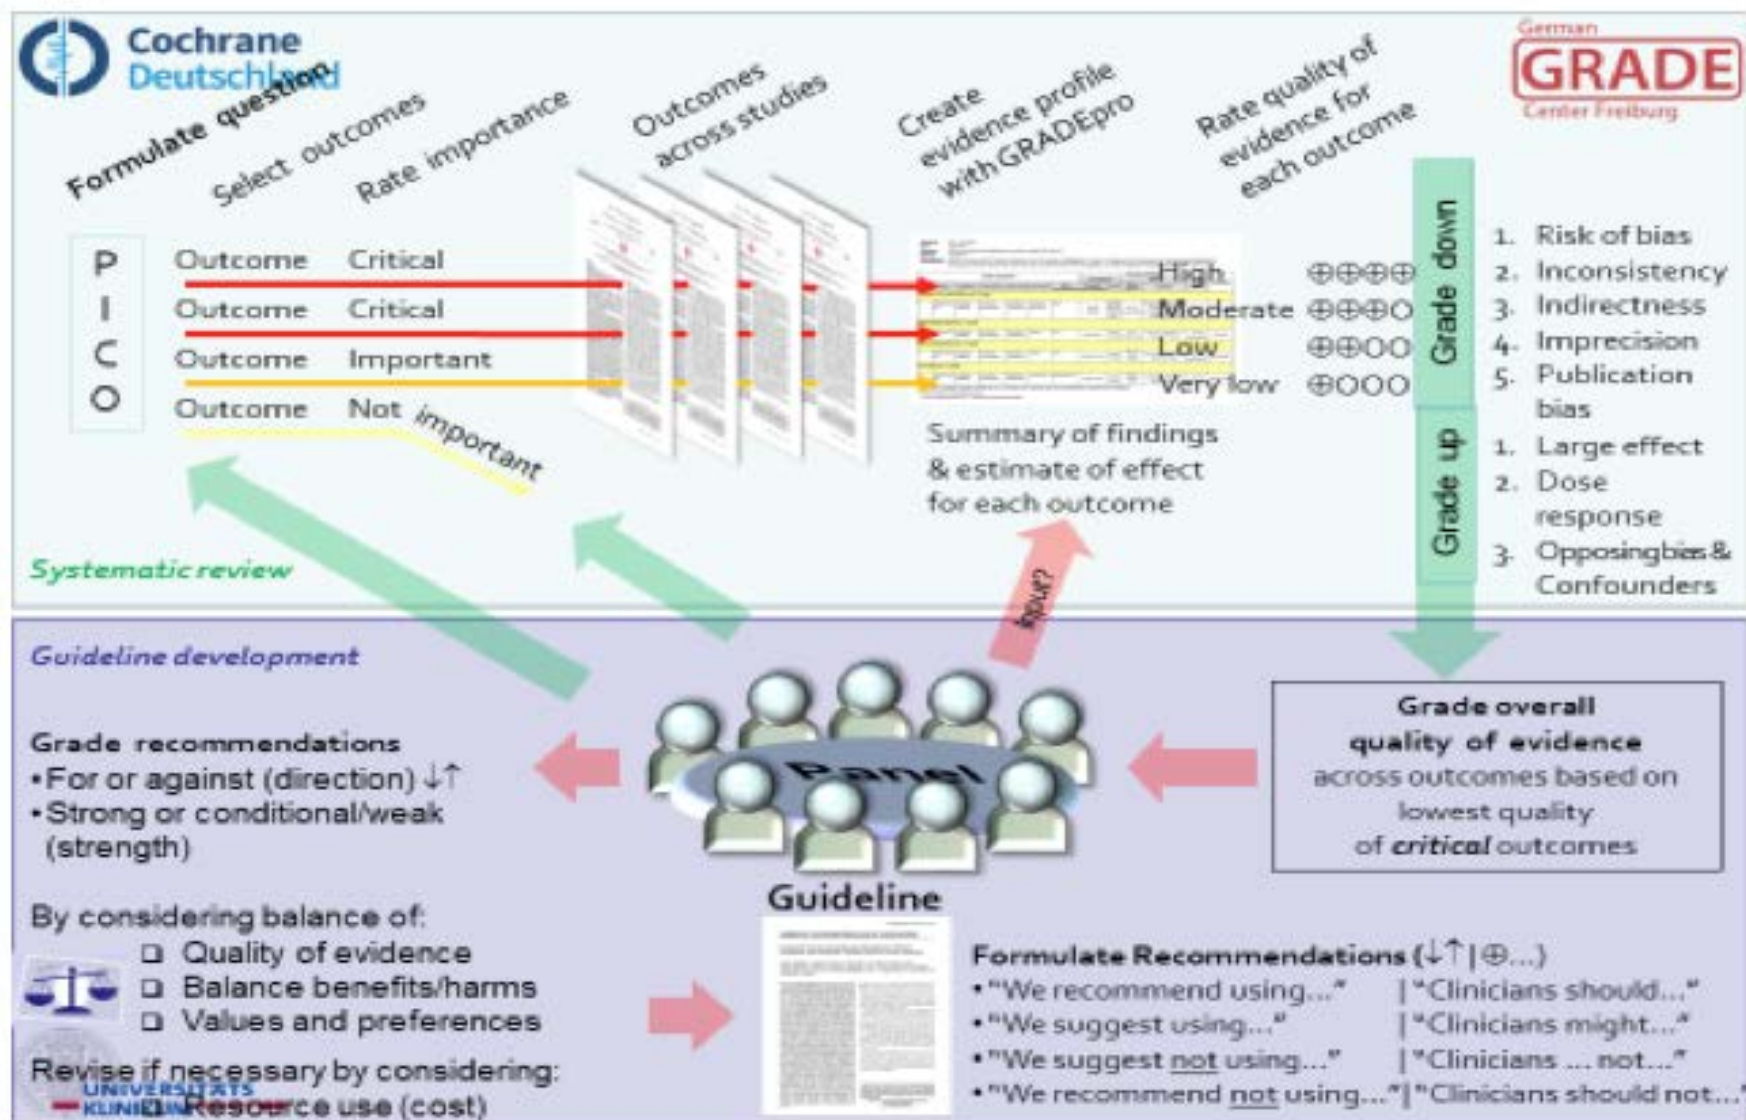 Cochrane
Deutschland
German
GRADE
Center Freiburg
Formulate question
Select outcomes
Rate importance
Outcomes
across studies
Create
evidence profile
with GRADEpro
Rate quality of
evidence for
each outcome
P
I
C
O
Outcome Critical
Outcome Critical
Outcome Important
Outcome Not important
High ⊕⊕⊕⊕
Moderate ⊕⊕⊕O
Low ⊕⊕OO
Very low ⊕OOO
Summary of findings
& estimate of effect
for each outcome
Grade down
1. Risk of bias
2. Inconsistency
3. Indirectness
4. Imprecision
5. Publication
bias
Grade up
1. Large effect
2. Dose
response
3. Opposing bias &
Confounders
Systematic review
Input?
Guideline development
Grade recommendations
• For or against (direction) ↓↑
• Strong or conditional/weak
(strength)
Panel
Grade overall
quality of evidence
across outcomes based on
lowest quality
of critical outcomes
By considering balance of:
❑ Quality of evidence
❑ Balance benefits/harms
❑ Values and preferences
Revise if necessary by considering:
❑ Resource use (cost)
UNIVERSITÄTS
Guideline
Formulate Recommendations (↓↑|⊕...)
• "We recommend using..." | "Clinicians should..."
• "We suggest using..." | "Clinicians might..."
• "We suggest not using..." | "Clinicians ... not..."
• "We recommend not using..." | "Clinicians should not..."